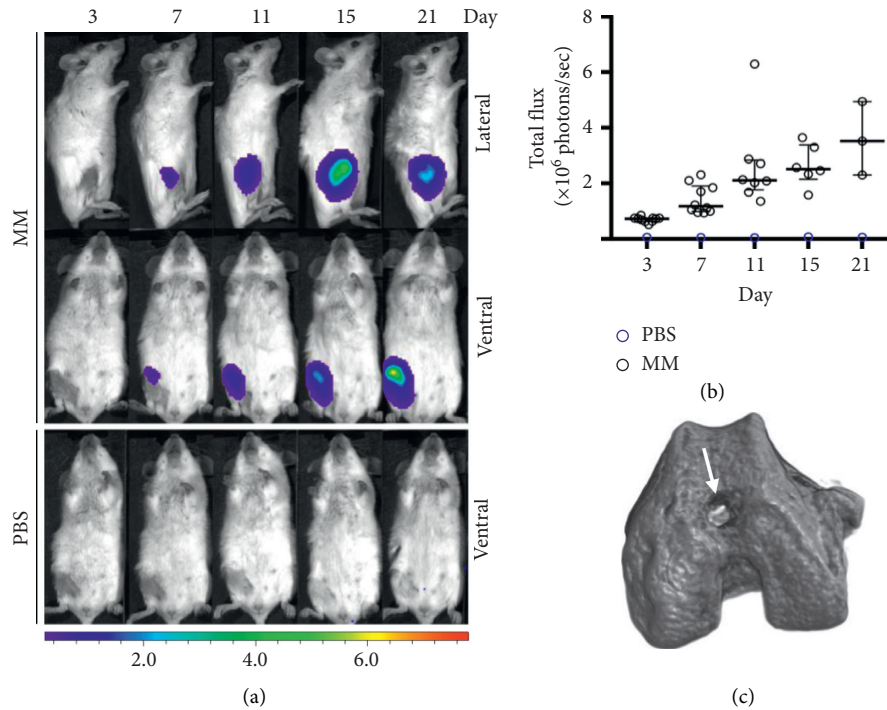 3 7 11 15 21 Day
MM
Lateral
Ventral
PBS
Ventral
2.0 4.0 6.0
(a)
Total flux
(×10⁶ photons/sec)
8
6
4
2
3 7 11 15 21
Day
PBS
MM
(b)
(c)